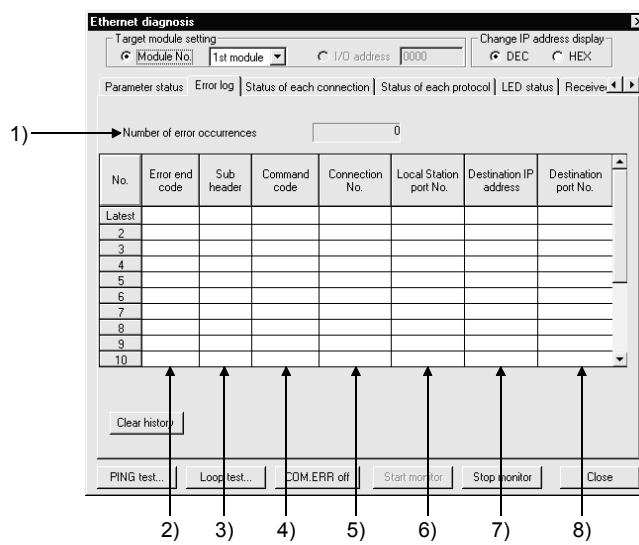 Ethernet diagnosis
Target module setting
Module No. 1st module I/O address 0000
Change IP address display
DEC HEX
Parameter status Error log Status of each connection Status of each protocol LED status Receive
1) Number of error occurrences 0
No. Error end code Sub header Command code Connection No. Local Station port No. Destination IP address Destination port No.
Latest
2
3
4
5
6
7
8
9
10
Clear history
PING test... Loop test... COM.ERR off Start monitor Stop monitor Close
2) 3) 4) 5) 6) 7) 8)